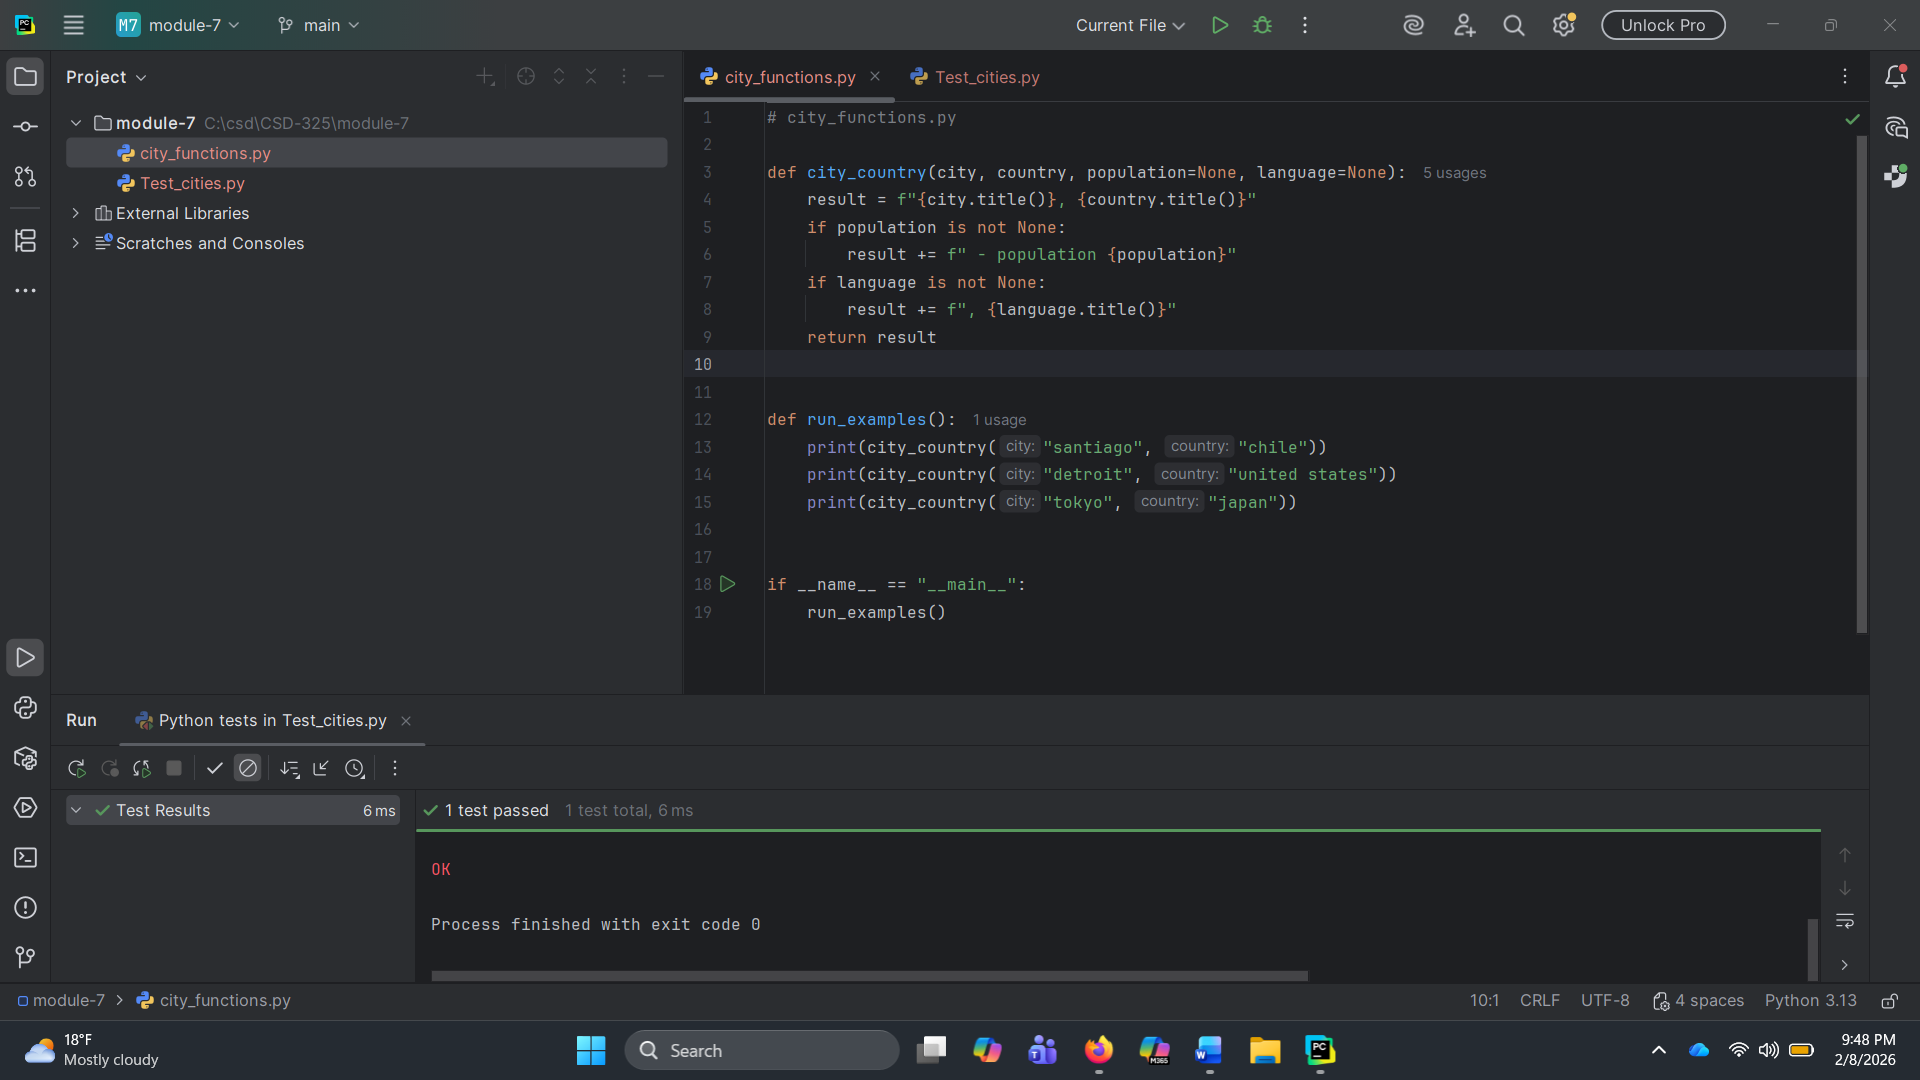 M7 module-7 main Current File Unlock Pro
Project
module-7 C:\csd\CSD-325\module-7
city_functions.py
Test_cities.py
External Libraries
Scratches and Consoles
city_functions.py Test_cities.py
1 # city_functions.py
2
3 def city_country(city, country, population=None, language=None): 5 usages
4 result = f"{city.title()}, {country.title()}"
5 if population is not None:
6 result += f" - population {population}"
7 if language is not None:
8 result += f", {language.title()}"
9 return result
10
11
12 def run_examples(): 1 usage
13 print(city_country( city: "santiago", country: "chile"))
14 print(city_country( city: "detroit", country: "united states"))
15 print(city_country( city: "tokyo", country: "japan"))
16
17
18 if __name__ == "__main__":
19 run_examples()
Run Python tests in Test_cities.py
Test Results 6 ms
1 test passed 1 test total, 6 ms
OK
Process finished with exit code 0
module-7 city_functions.py 10:1 CRLF UTF-8 4 spaces Python 3.13
18°F
Mostly cloudy
Search
9:48 PM
2/8/2026